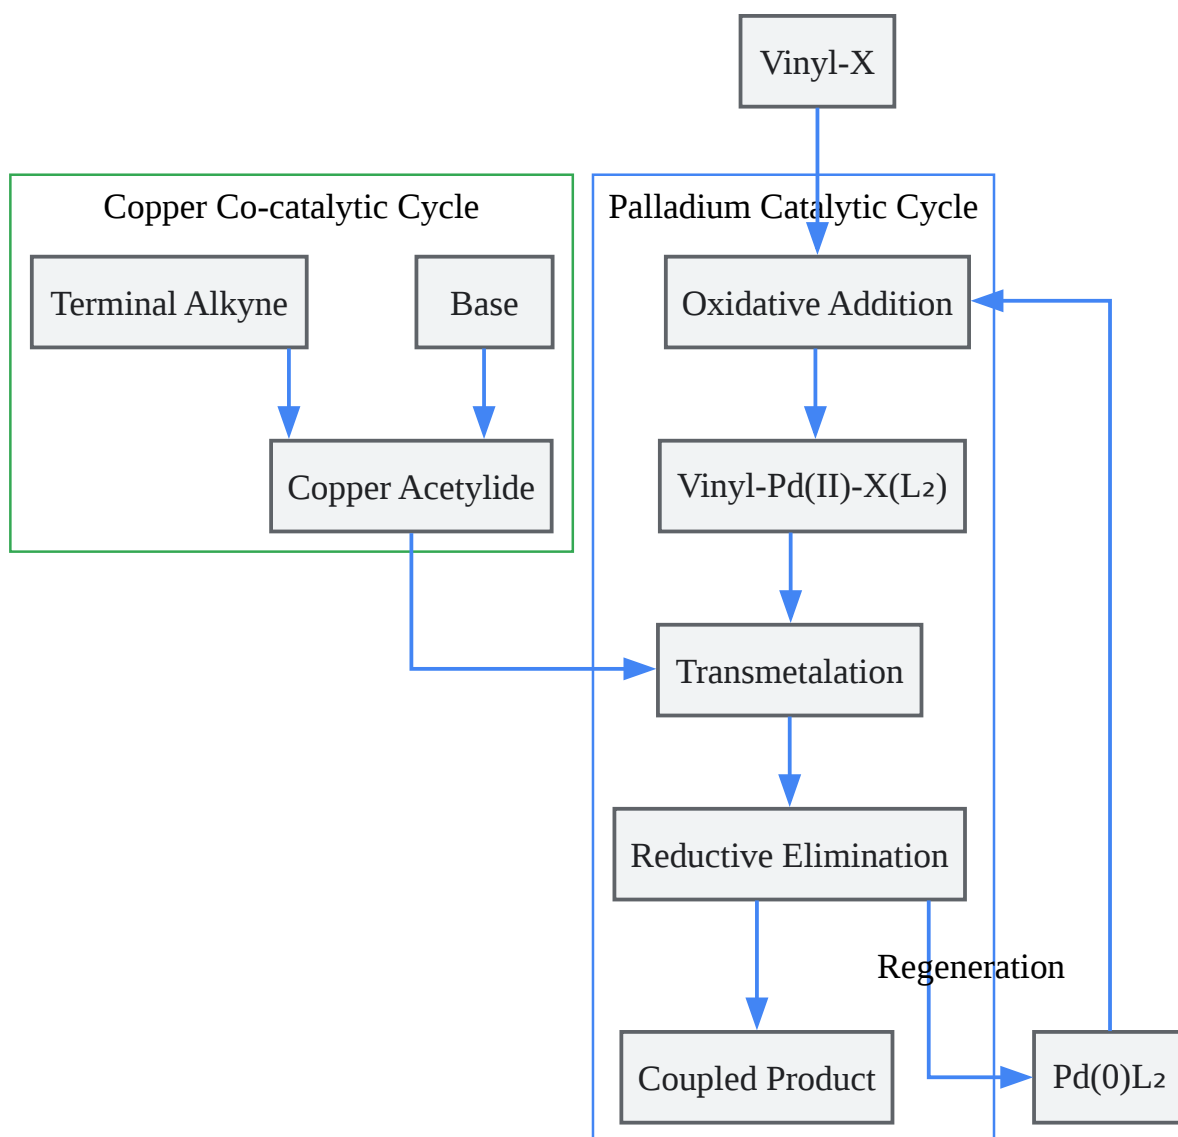 Vinyl-X
Copper Co-catalytic Cycle
Palladium Catalytic Cycle
Terminal Alkyne
Base
Oxidative Addition
Copper Acetylide
Vinyl-Pd(II)-X(L₂)
Transmetalation
Reductive Elimination
Regeneration
Coupled Product
Pd(0)L₂